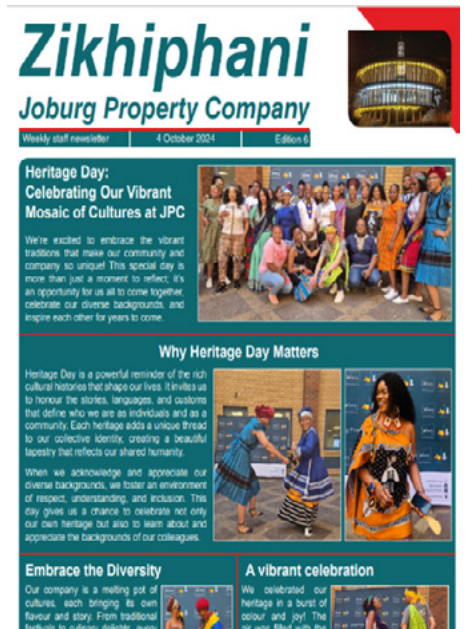 Zikhiphani
Joburg Property Company
Weekly staff newsletter
4 October 2024
Edition 6
Heritage Day:
Celebrating Our Vibrant
Mosaic of Cultures at JPC
We're excited to embrace the vibrant
traditions that make our community and
company so unique! This special day is
more than just a moment to reflect, it's
an opportunity for us all to come together,
celebrate our diverse backgrounds, and
inspire each other for years to come.
Why Heritage Day Matters
Heritage Day is a powerful reminder of the rich
cultural histories that shape our lives. It invites us
to honour the stories, languages, and customs
that define who we are as individuals and as a
community. Each heritage adds a unique thread
to our collective identity, creating a beautiful
tapestry that reflects our shared humanity.
When we acknowledge and appreciate our
diverse backgrounds, we foster an environment
of respect, understanding, and inclusion. This
day gives us a chance to celebrate not only
our own heritage but also to learn about and
appreciate the backgrounds of our colleagues.
Embrace the Diversity
Our company is a melting pot of
cultures, each bringing its own
flavour and story. From traditional
A vibrant celebration
We celebrated our
heritage in a burst of
colour and joy! The
air was filled with the